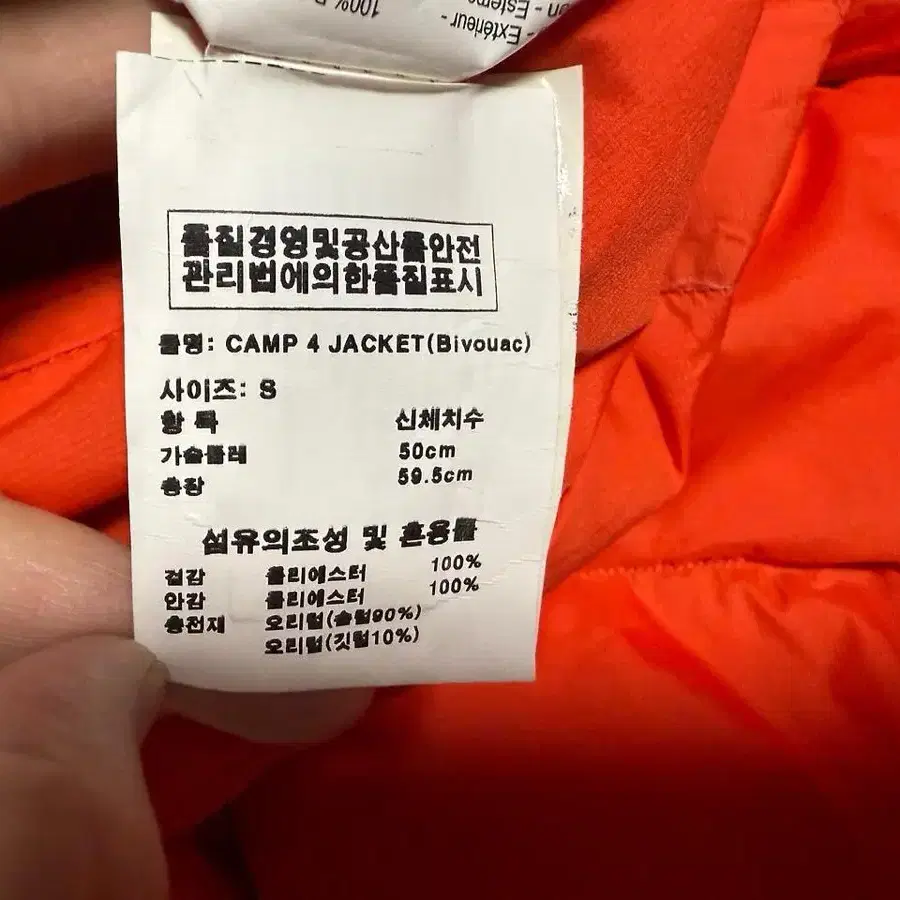 100% P
on - Esterno
- Extérieur -
품질경영및공산품안전
관리법에의한품질표시
품명: CAMP 4 JACKET(Bivouac)
사이즈: S
항 목 신체치수
가슴둘레 50cm
총장 59.5cm
섬유의조성 및 혼용률
겉감 폴리에스터 100%
안감 폴리에스터 100%
충전재 오리털(솜털90%)
오리털(깃털10%)